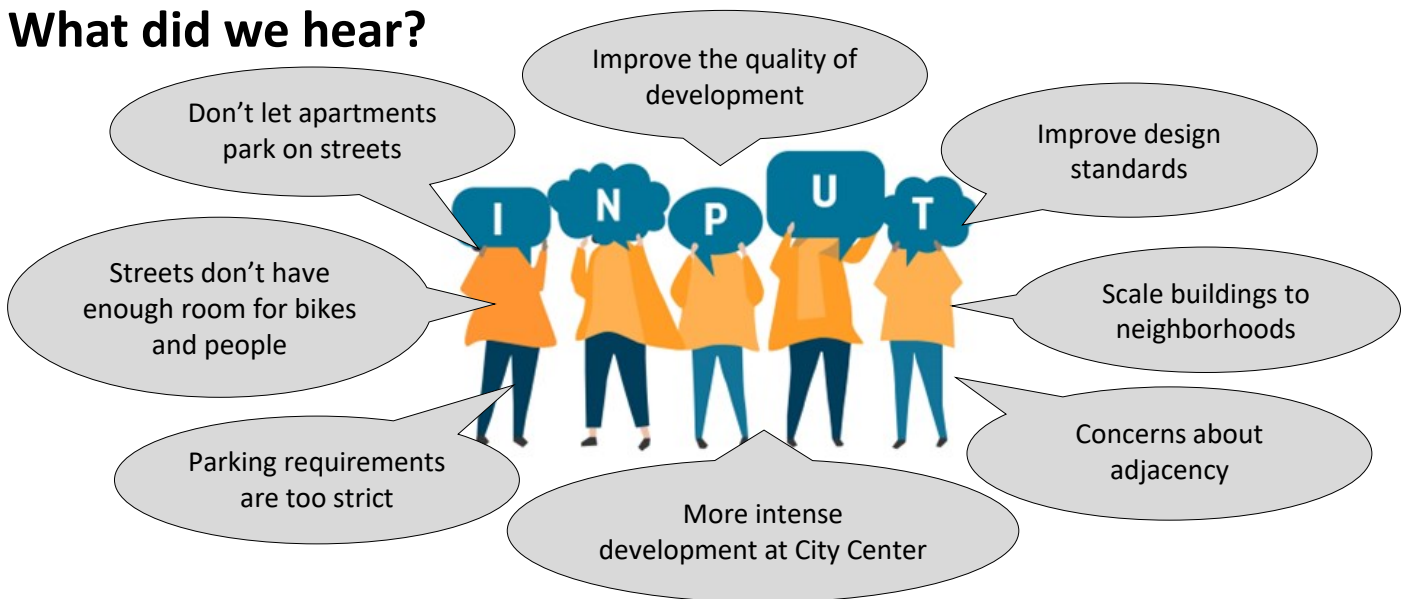 What did we hear?
Improve the quality of
development
Don’t let apartments
park on streets
Improve design
standards
I N P U T
Streets don’t have
enough room for bikes
and people
Scale buildings to
neighborhoods
Parking requirements
are too strict
Concerns about
adjacency
More intense
development at City Center